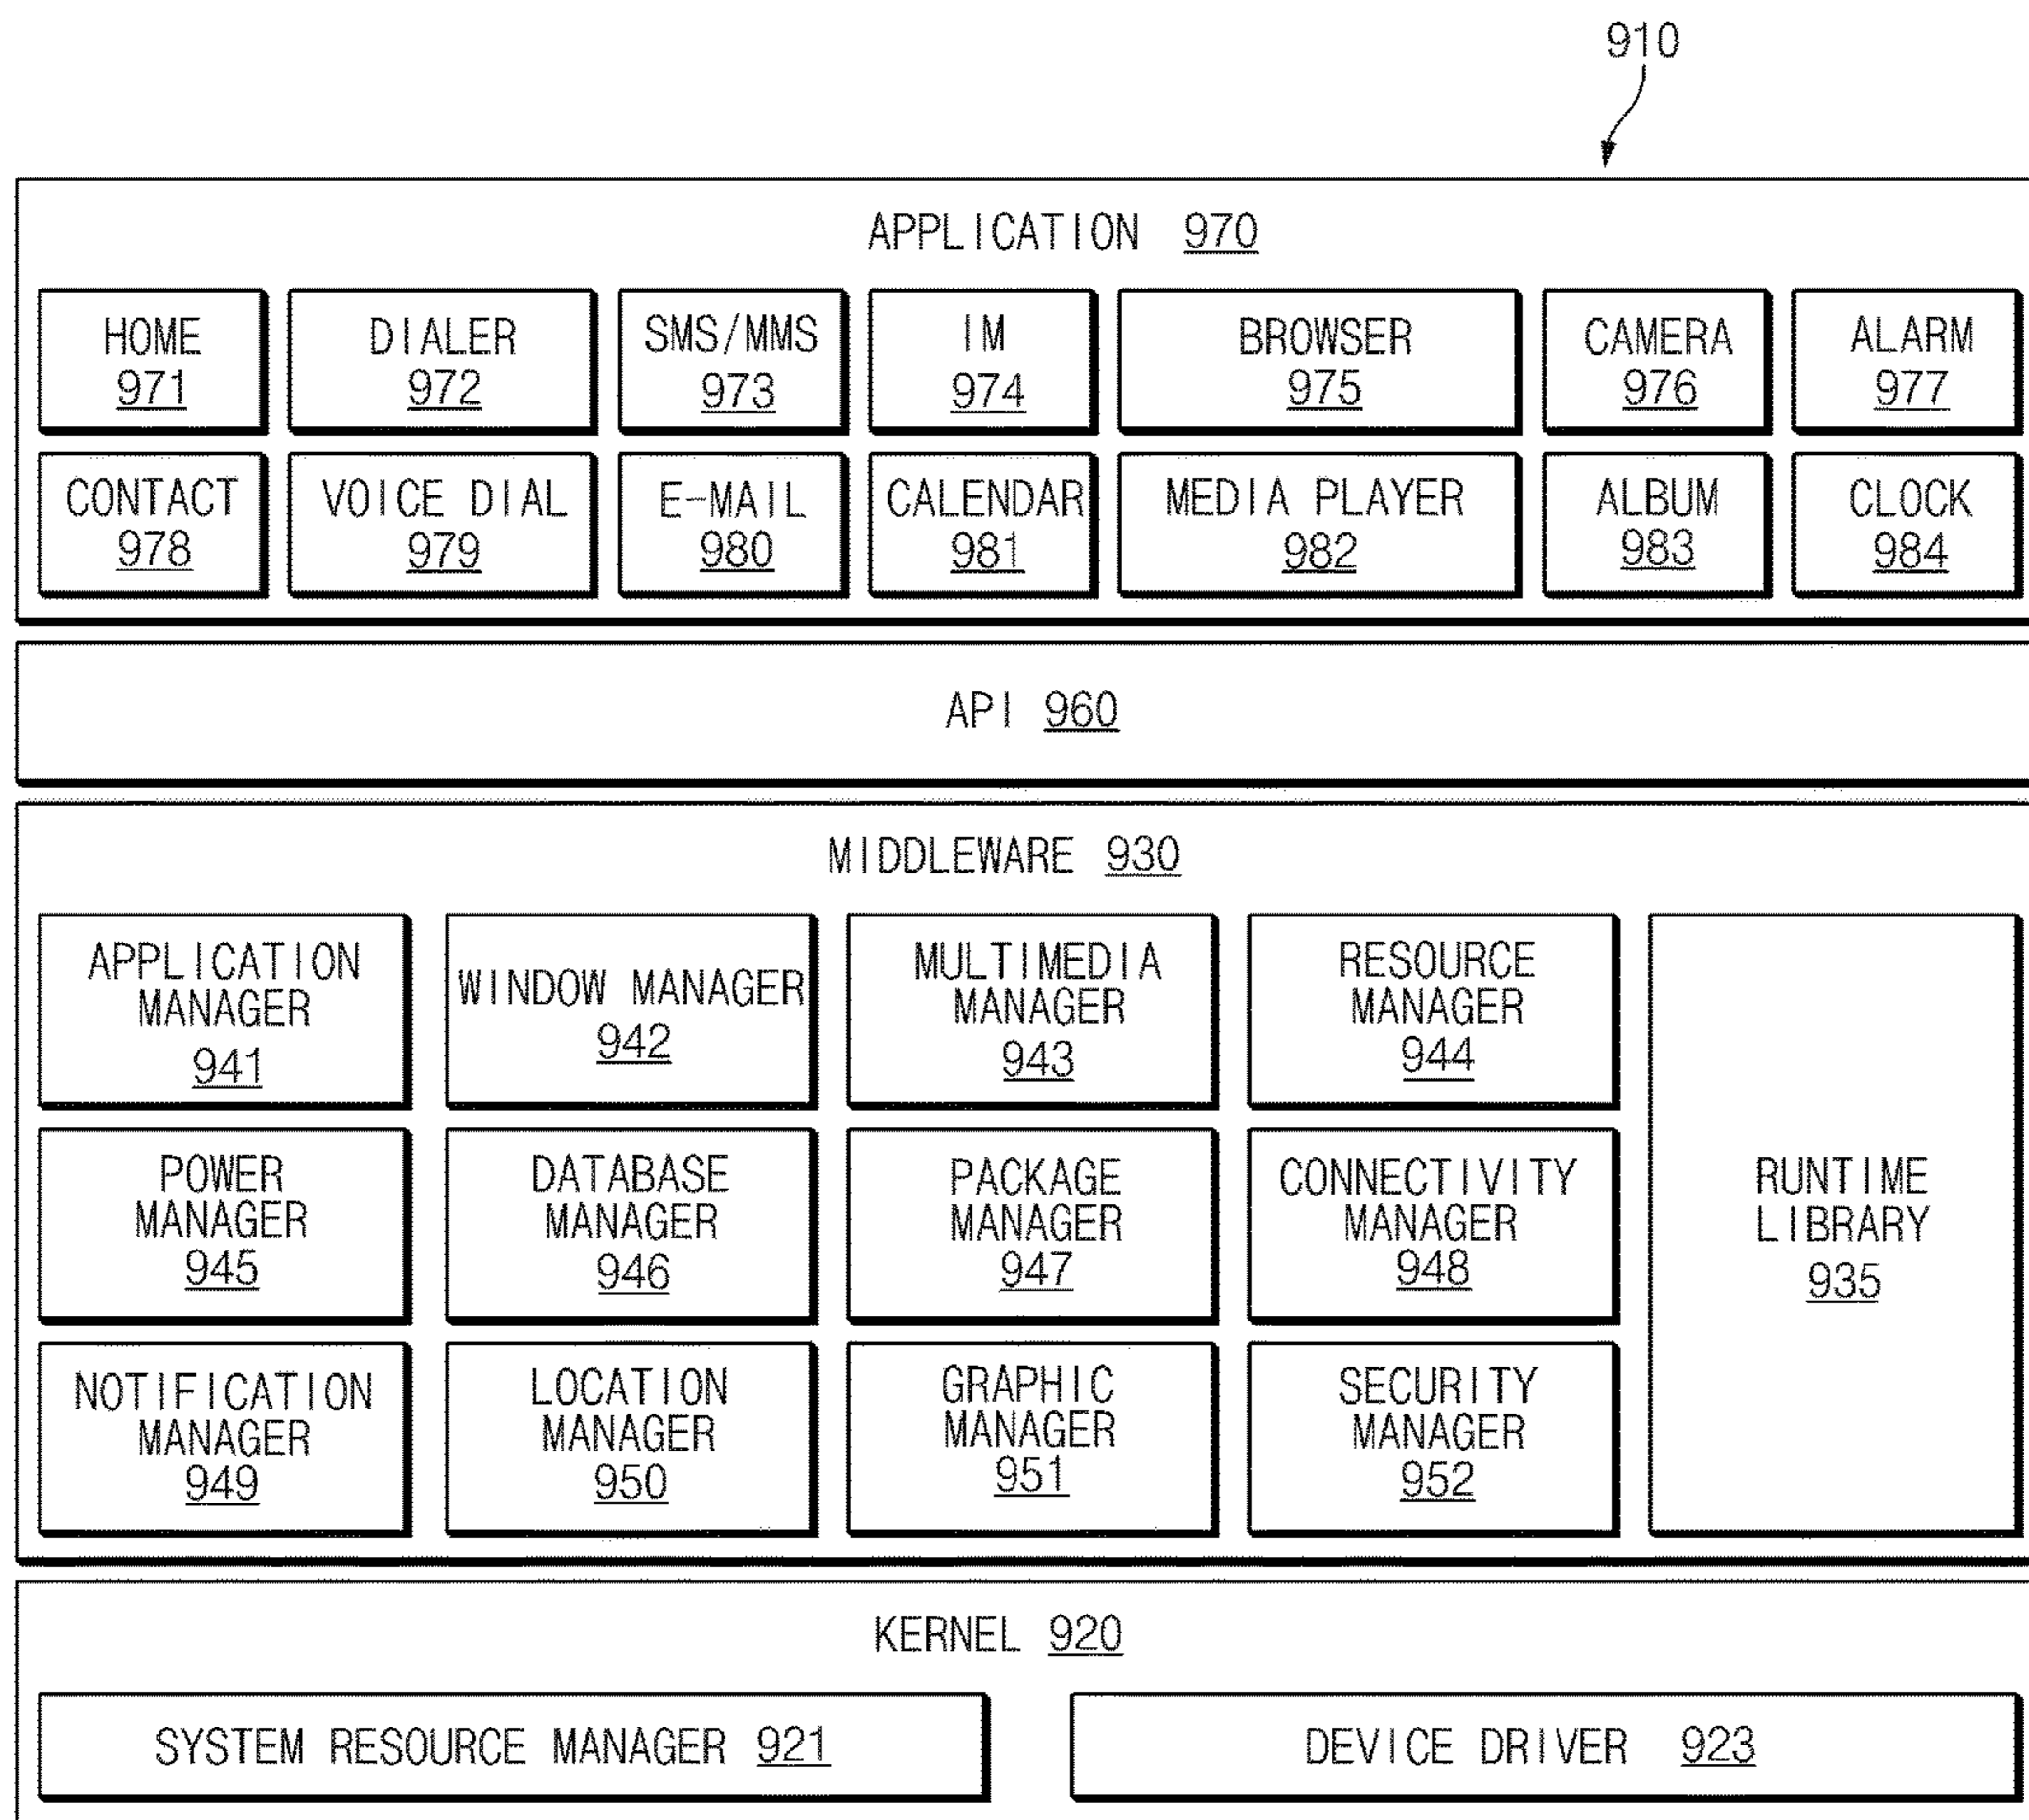 910
APPLICATION 970
HOME
971
DIALER
972
SMS/MMS
973
IM
974
BROWSER
975
CAMERA
976
ALARM
977
CONTACT
978
VOICE DIAL
979
E-MAIL
980
CALENDAR
981
MEDIA PLAYER
982
ALBUM
983
CLOCK
984
API 960
MIDDLEWARE 930
APPLICATION
MANAGER
941
WINDOW MANAGER
942
MULTIMEDIA
MANAGER
943
RESOURCE
MANAGER
944
POWER
MANAGER
945
DATABASE
MANAGER
946
PACKAGE
MANAGER
947
CONNECTIVITY
MANAGER
948
NOTIFICATION
MANAGER
949
LOCATION
MANAGER
950
GRAPHIC
MANAGER
951
SECURITY
MANAGER
952
RUNTIME
LIBRARY
935
KERNEL 920
SYSTEM RESOURCE MANAGER 921
DEVICE DRIVER 923